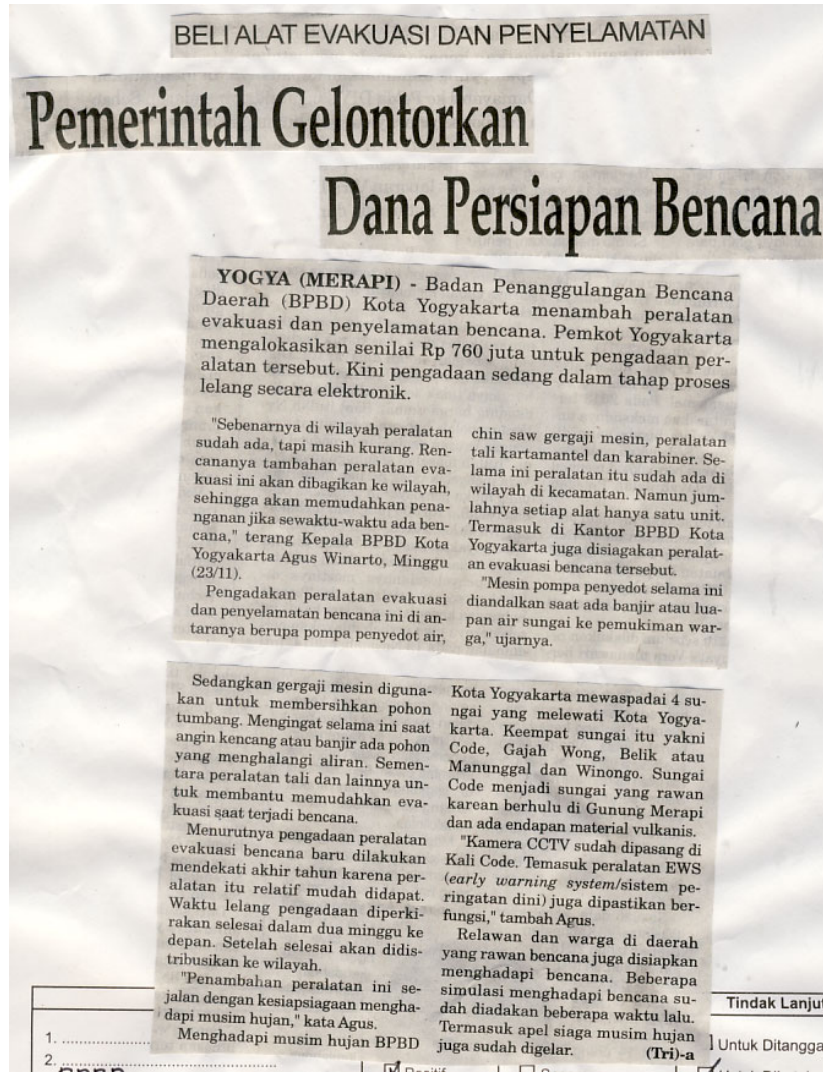 BELI ALAT EVAKUASI DAN PENYELAMATAN
Pemerintah Gelontorkan
Dana Persiapan Bencana
YOGYA (MERAPI) - Badan Penanggulangan Bencana
Daerah (BPBD) Kota Yogyakarta menambah peralatan
evakuasi dan penyelamatan bencana. Pemkot Yogyakarta
mengalokasikan senilai Rp 760 juta untuk pengadaan per-
alatan tersebut. Kini pengadaan sedang dalam tahap proses
lelang secara elektronik.
"Sebenarnya di wilayah peralatan
sudah ada, tapi masih kurang. Ren-
cananya tambahan peralatan eva-
kuasi ini akan dibagikan ke wilayah,
sehingga akan memudahkan pena-
nganan jika sewaktu-waktu ada ben-
cana," terang Kepala BPBD Kota
Yogyakarta Agus Winarto, Minggu
(23/11).
Pengadakan peralatan evakuasi
dan penyelamatan bencana ini di an-
taranya berupa pompa penyedot air,
chin saw gergaji mesin, peralatan
tali kartamantel dan karabiner. Se-
lama ini peralatan itu sudah ada di
wilayah di kecamatan. Namun jum-
lahnya setiap alat hanya satu unit.
Termasuk di Kantor BPBD Kota
Yogyakarta juga disiagakan peralat-
an evakuasi bencana tersebut.
"Mesin pompa penyedot selama ini
diandalkan saat ada banjir atau lua-
pan air sungai ke pemukiman war-
ga," ujarnya.
Sedangkan gergaji mesin diguna-
kan untuk membersihkan pohon
tumbang. Mengingat selama ini saat
angin kencang atau banjir ada pohon
yang menghalangi aliran. Semen-
tara peralatan tali dan lainnya un-
tuk membantu memudahkan eva-
kuasi saat terjadi bencana.
Menurutnya pengadaan peralatan
evakuasi bencana baru dilakukan
mendekati akhir tahun karena per-
alatan itu relatif mudah didapat.
Waktu lelang pengadaan diperki-
rakan selesai dalam dua minggu ke
depan. Setelah selesai akan didis-
tribusikan ke wilayah.
"Penambahan peralatan ini se-
jalan dengan kesiapsiagaan mengha-
dapi musim hujan," kata Agus.
Menghadapi musim hujan BPBD
Kota Yogyakarta mewaspadai 4 su-
ngai yang melewati Kota Yogya-
karta. Keempat sungai itu yakni
Code, Gajah Wong, Belik atau
Manunggal dan Winongo. Sungai
Code menjadi sungai yang rawan
karean berhulu di Gunung Merapi
dan ada endapan material vulkanis.
"Kamera CCTV sudah dipasang di
Kali Code. Temasuk peralatan EWS
(early warning system/sistem pe-
ringatan dini) juga dipastikan ber-
fungsi," tambah Agus.
Relawan dan warga di daerah
yang rawan bencana juga disiapkan
menghadapi bencana. Beberapa
simulasi menghadapi bencana su-
dah diadakan beberapa waktu lalu.
Termasuk apel siaga musim hujan
juga sudah digelar. (Tri)-a
Tindak Lanjut
1.
2.
Untuk Ditangga